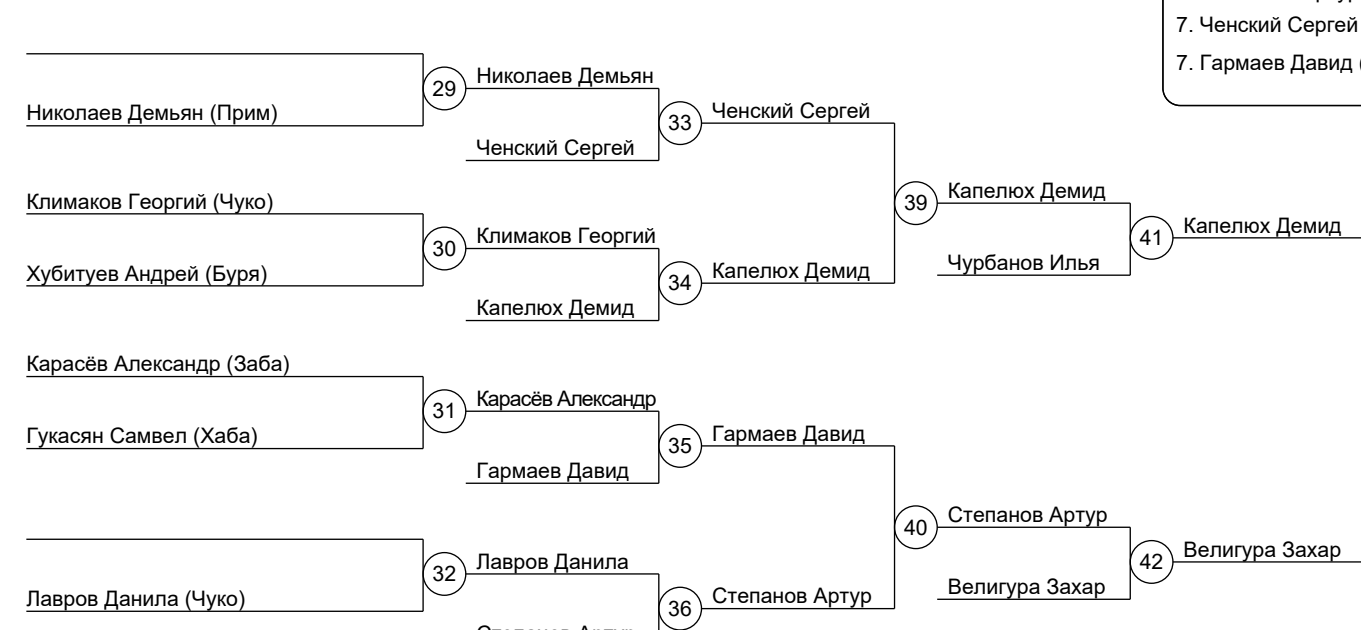 7. Ченский Сергей
7. Гармаев Давид (
29
Николаев Демьян
Николаев Демьян (Прим)
33
Ченский Сергей
Ченский Сергей
Климаков Георгий (Чуко)
39
Капелюх Демид
30
Климаков Георгий
41
Капелюх Демид
Хубитуев Андрей (Буря)
34
Капелюх Демид
Чурбанов Илья
Капелюх Демид
Карасёв Александр (Заба)
31
Карасёв Александр
Гукасян Самвел (Хаба)
35
Гармаев Давид
Гармаев Давид
40
Степанов Артур
32
Лавров Данила
42
Велигура Захар
Лавров Данила (Чуко)
36
Степанов Артур
Велигура Захар